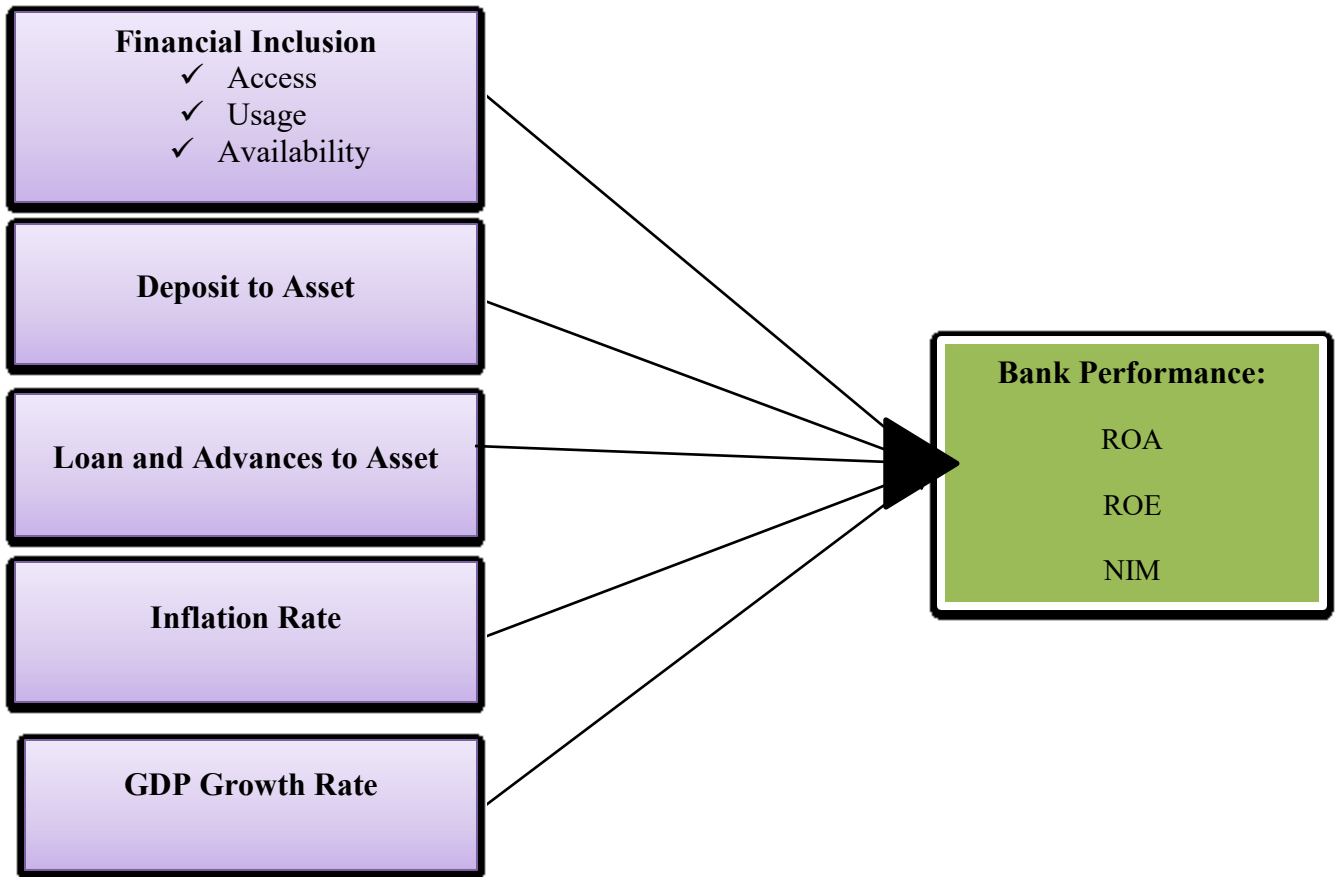 Financial Inclusion
✓ Access
✓ Usage
✓ Availability
Deposit to Asset
Loan and Advances to Asset
Inflation Rate
GDP Growth Rate
Bank Performance:
ROA
ROE
NIM